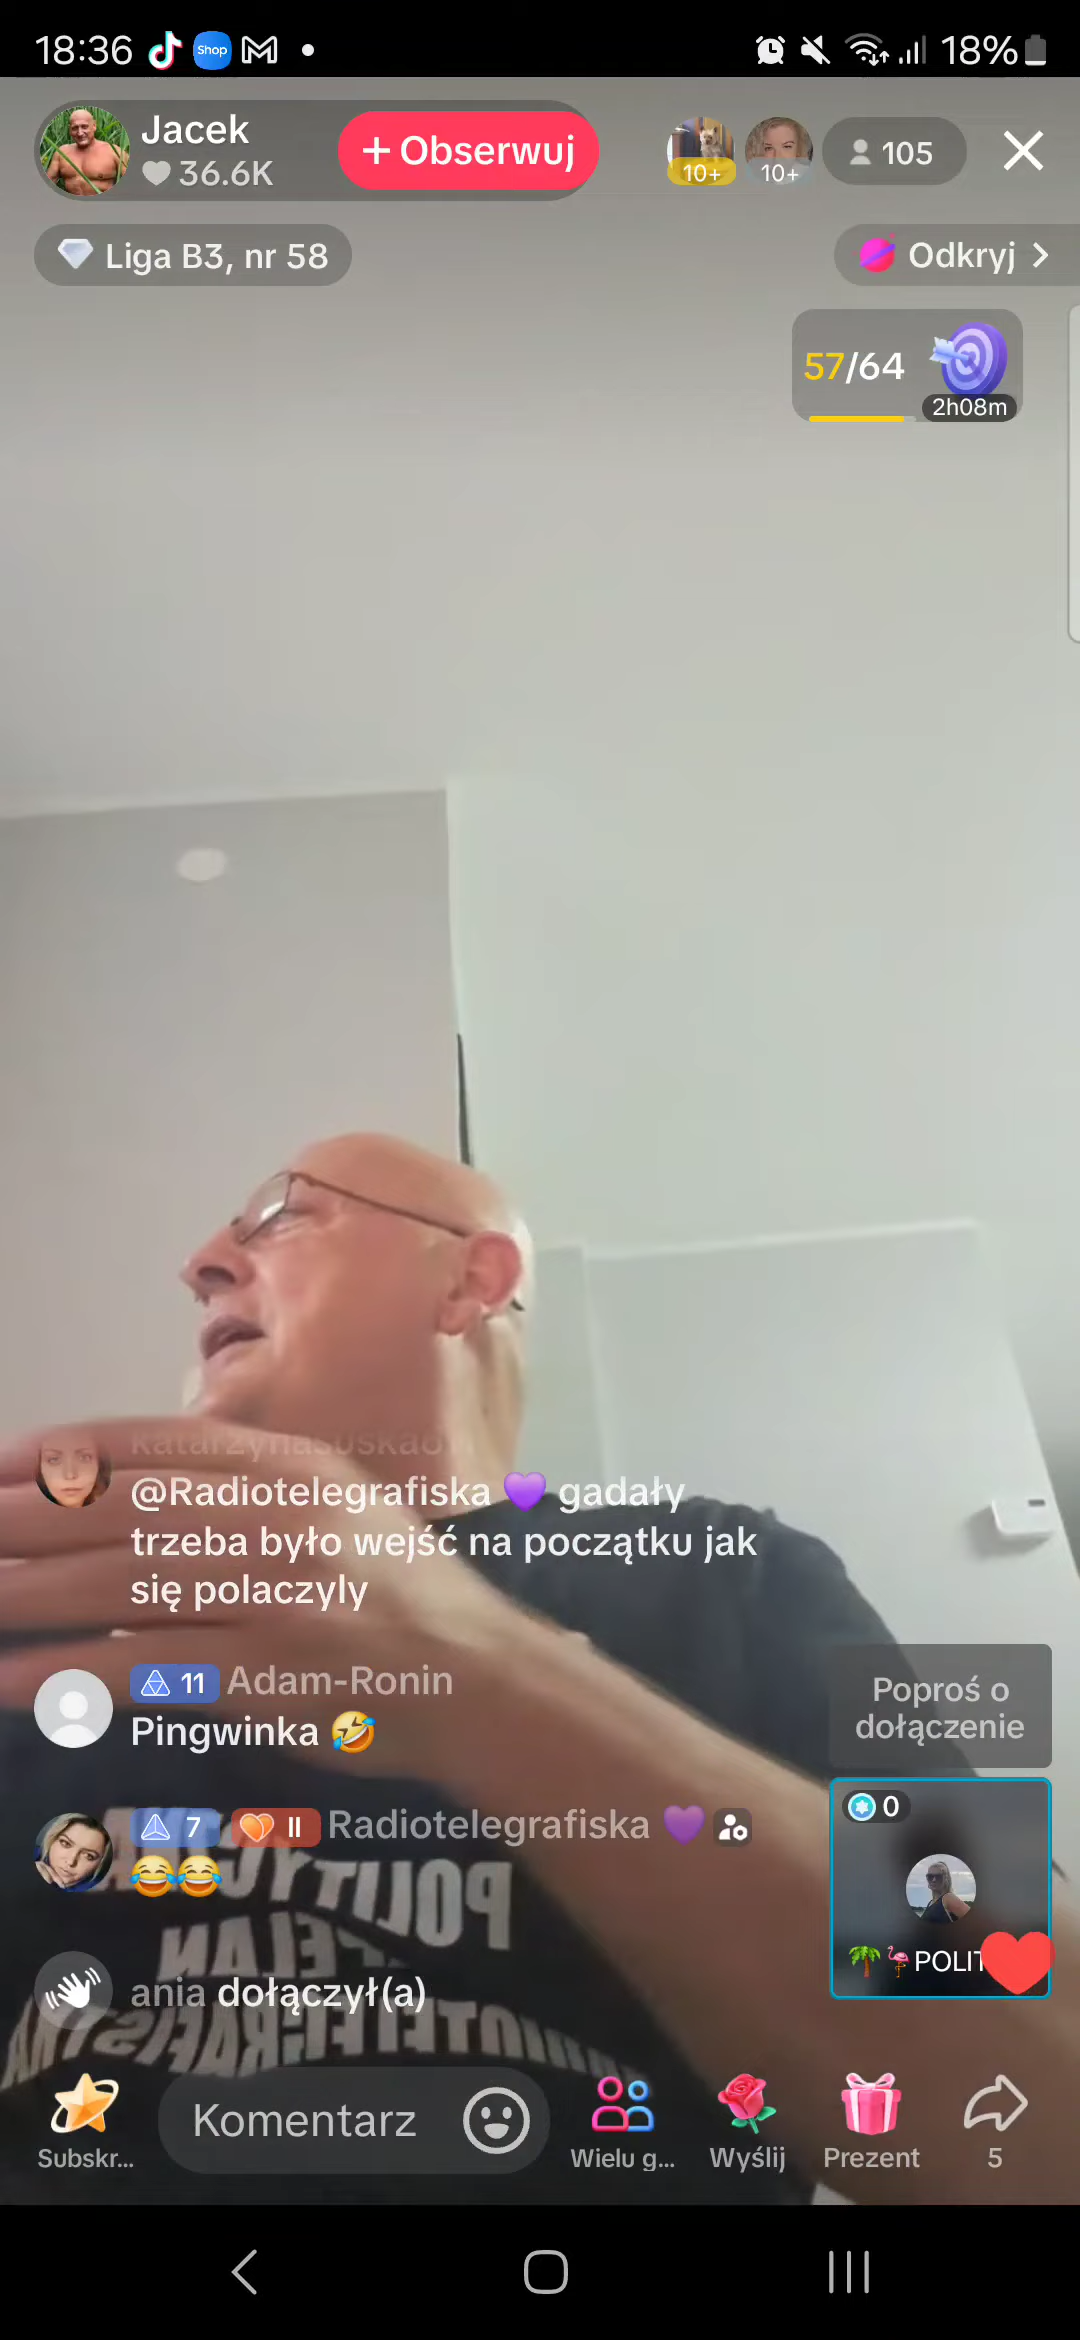 18:36 Shop 18%
Jacek
36.6K
+ Obserwuj
10+ 10+ 105
Liga B3, nr 58
Odkryj >
57/64
2h08m
@Radiotelegrafiska 💜 gadały
trzeba było wejść na początku jak
się polaczyly
11 Adam-Ronin
Pingwinka 🤣
7 II Radiotelegrafiska 💜
😂😂
ania dołączył(a)
Poproś o
dołączenie
0
🌴🦩POLIT
POLITYCZNA
Subskr...
Komentarz
Wielu g...
Wyślij
Prezent
5